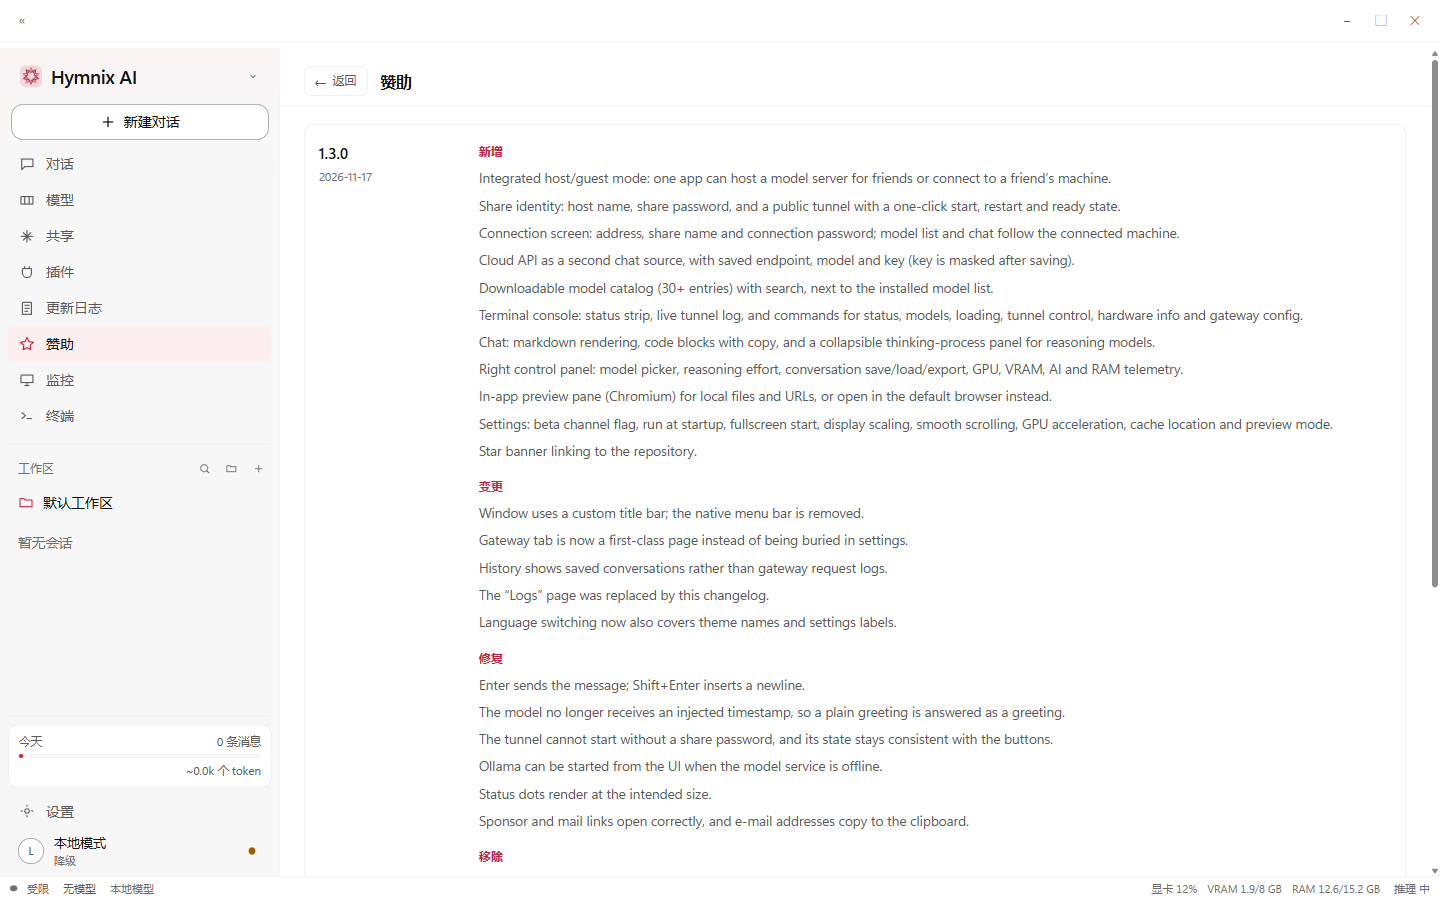 «
Hymnix AI
新建对话
对话
模型
共享
插件
更新日志
赞助
监控
终端
工作区
默认工作区
暂无会话
今天 0 条消息
~0.0k 个 token
设置
L 本地模式
降级
← 返回 赞助
1.3.0
2026-11-17
新增
Integrated host/guest mode: one app can host a model server for friends or connect to a friend’s machine.
Share identity: host name, share password, and a public tunnel with a one-click start, restart and ready state.
Connection screen: address, share name and connection password; model list and chat follow the connected machine.
Cloud API as a second chat source, with saved endpoint, model and key (key is masked after saving).
Downloadable model catalog (30+ entries) with search, next to the installed model list.
Terminal console: status strip, live tunnel log, and commands for status, models, loading, tunnel control, hardware info and gateway config.
Chat: markdown rendering, code blocks with copy, and a collapsible thinking-process panel for reasoning models.
Right control panel: model picker, reasoning effort, conversation save/load/export, GPU, VRAM, AI and RAM telemetry.
In-app preview pane (Chromium) for local files and URLs, or open in the default browser instead.
Settings: beta channel flag, run at startup, fullscreen start, display scaling, smooth scrolling, GPU acceleration, cache location and preview mode.
Star banner linking to the repository.
变更
Window uses a custom title bar; the native menu bar is removed.
Gateway tab is now a first-class page instead of being buried in settings.
History shows saved conversations rather than gateway request logs.
The “Logs” page was replaced by this changelog.
Language switching now also covers theme names and settings labels.
修复
Enter sends the message; Shift+Enter inserts a newline.
The model no longer receives an injected timestamp, so a plain greeting is answered as a greeting.
The tunnel cannot start without a share password, and its state stays consistent with the buttons.
Ollama can be started from the UI when the model service is offline.
Status dots render at the intended size.
Sponsor and mail links open correctly, and e-mail addresses copy to the clipboard.
移除
受限 无模型 本地模型
显卡 12% VRAM 1.9/8 GB RAM 12.6/15.2 GB 推理 中